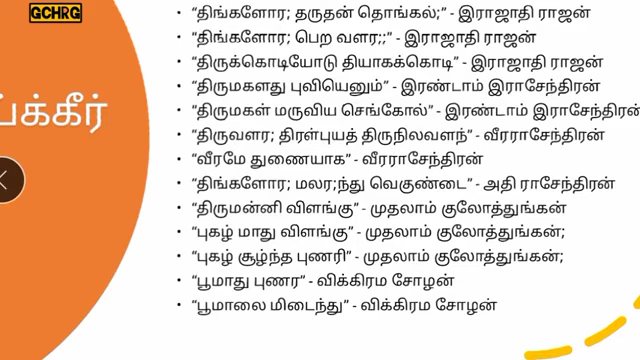 GCHRG
ய்க்கீர்
• “திங்களோர; தருதன் தொங்கல்;” - இராஜாதி ராஜன்
• “திங்களோர; பெற வளர;;” - இராஜாதி ராஜன்
• “திருக்கொடியோடு தியாகக்கொடி” - இராஜாதி ராஜன்
• “திருமகளது புவியெனும்” - இரண்டாம் இராசேந்திரன்
• “திருமகள் மருவிய செங்கோல்” - இரண்டாம் இராசேந்திரன்
• “திருவளர; திரள்புயத் திருநிலவளந்” - வீரராசேந்திரன்
• “வீரமே துணையாக” - வீரராசேந்திரன்
• “திங்களோர; மலர;ந்து வெகுண்டை” - அதி ராசேந்திரன்
• “திருமன்னி விளங்கு” - முதலாம் குலோத்துங்கன்
• “புகழ் மாது விளங்கு” - முதலாம் குலோத்துங்கன்;
• “புகழ் சூழ்ந்த புணரி” - முதலாம் குலோத்துங்கன்;
• “பூமாது புணர” - விக்கிரம சோழன்
• “பூமாலை மிடைந்து” - விக்கிரம சோழன்